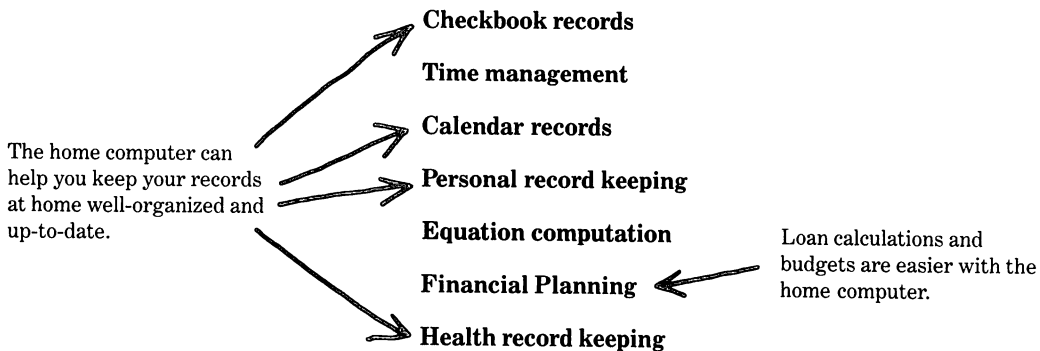 Checkbook records
Time management
Calendar records
The home computer can
help you keep your records
at home well-organized and
up-to-date.
Personal record keeping
Equation computation
Loan calculations and
budgets are easier with the
home computer.
Financial Planning
Health record keeping